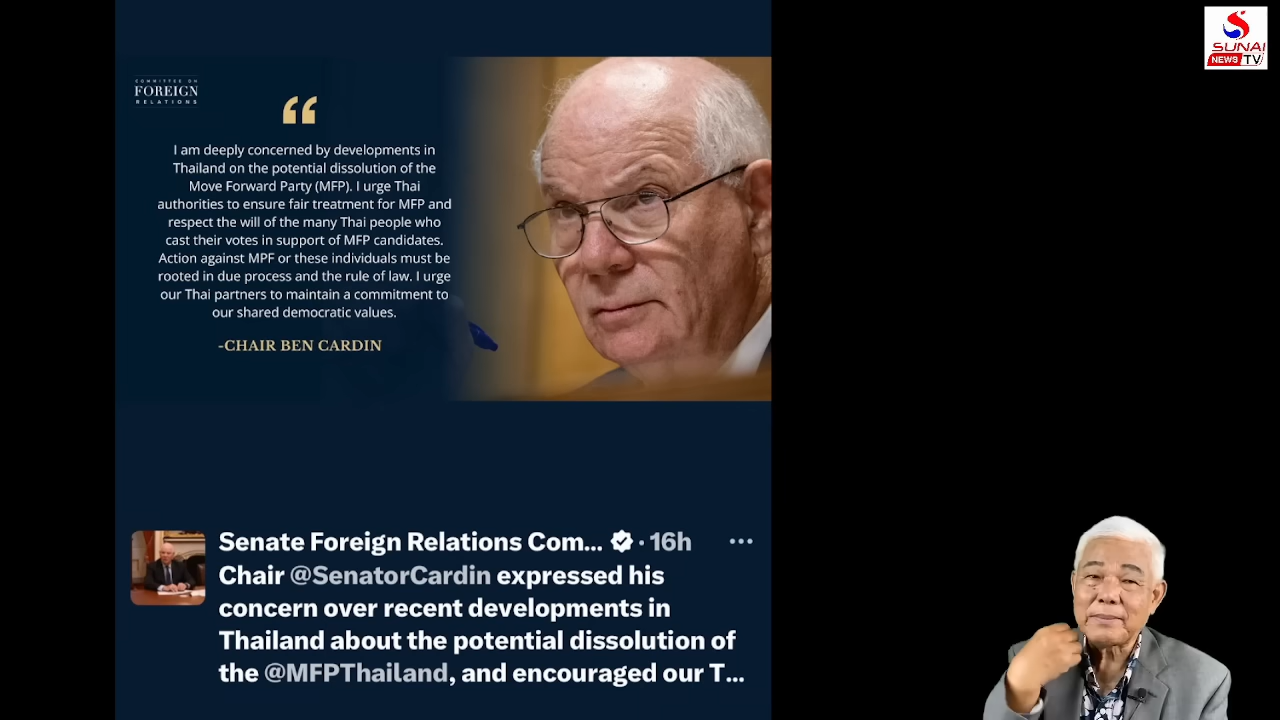 COMMITTEE ON
FOREIGN
RELATIONS
“
I am deeply concerned by developments in
Thailand on the potential dissolution of the
Move Forward Party (MFP). I urge Thai
authorities to ensure fair treatment for MFP and
respect the will of the many Thai people who
cast their votes in support of MFP candidates.
Action against MPF or these individuals must be
rooted in due process and the rule of law. I urge
our Thai partners to maintain a commitment to
our shared democratic values.
-CHAIR BEN CARDIN
Senate Foreign Relations Com... · 16h ...
Chair @SenatorCardin expressed his
concern over recent developments in
Thailand about the potential dissolution of
the @MFPThailand, and encouraged our T...
SUNAI
NEWS TV